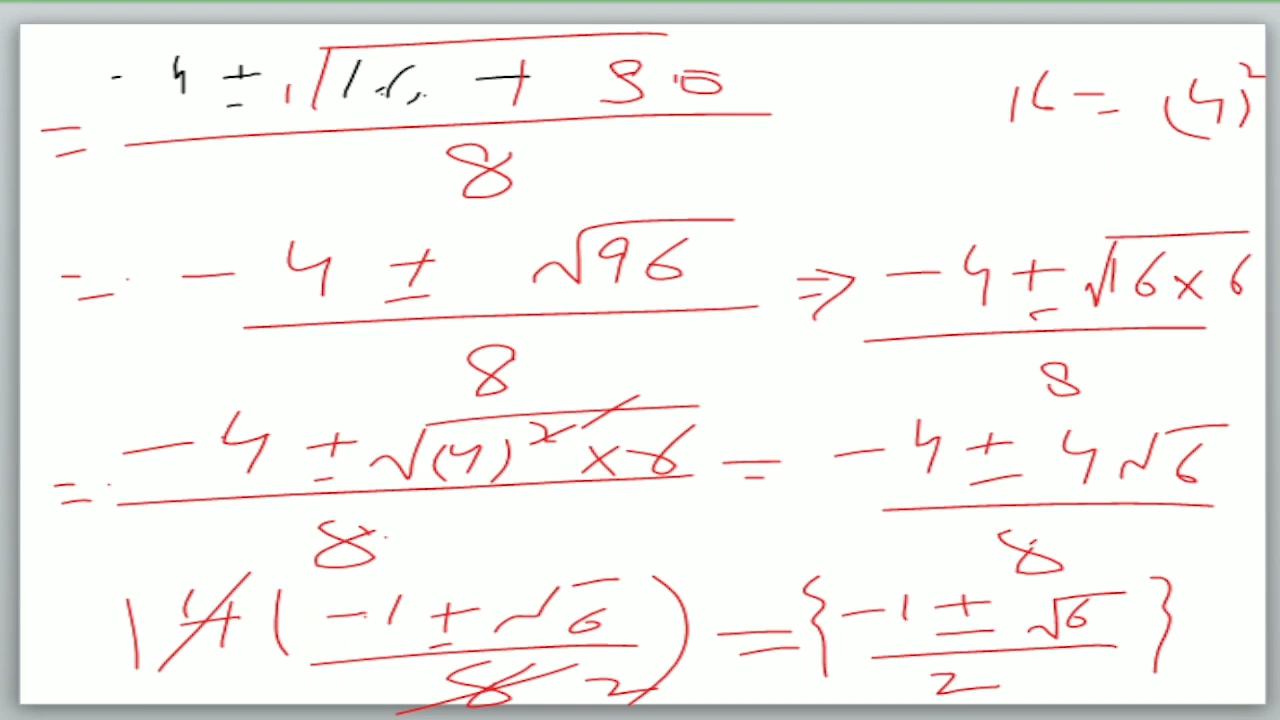 = -4 ± √16 + 80 / 8    16 = (4)²
= -4 ± √96 / 8 ⇒ -4 ± √16 × 6 / 8
= -4 ± √(4)² × 6 / 8 = -4 ± 4√6 / 8
4 ( -1 ± √6 / 8 2 ) = { -1 ± √6 / 2 }